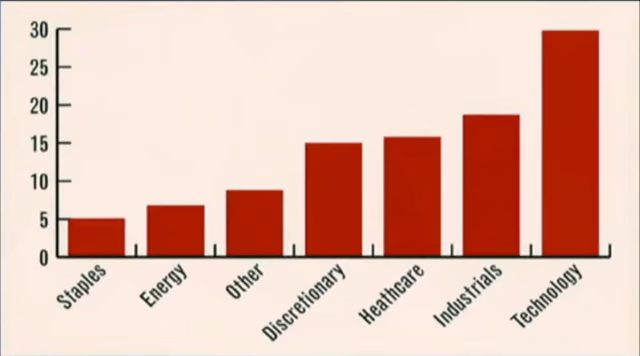 30
25
20
15
10
5
0
Staples
Energy
Other
Discretionary
Heathcare
Industrials
Technology